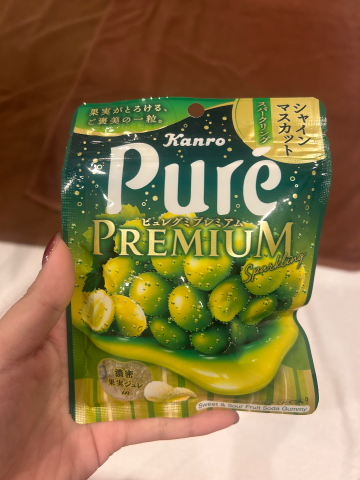 果実がとろける、
ご褒美の一粒。
スパークリング
シャイン
マスカット
Kanro
Puré
ピュレグミプレミアム
PREMIUM
Sparkling
濃密
果実ジュレ
Sweet & Sour Fruit Soda Gummy